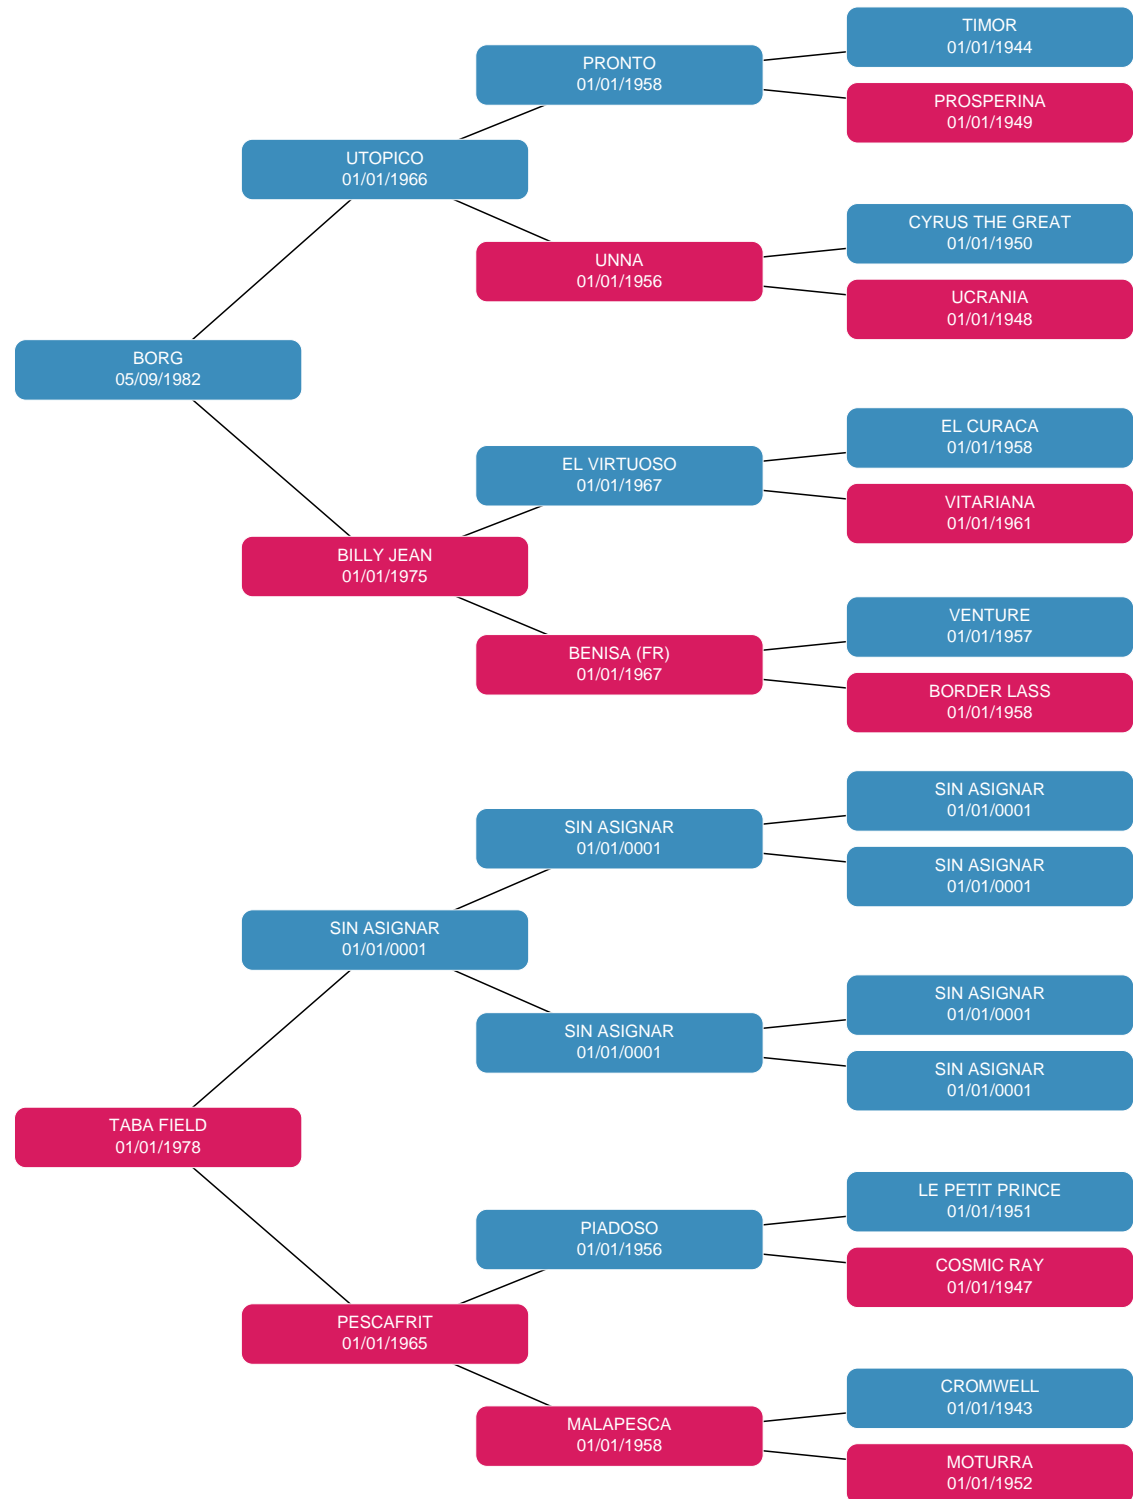 TIMOR
01/01/1944
PRONTO
01/01/1958
PROSPERINA
01/01/1949
UTOPICO
01/01/1966
CYRUS THE GREAT
01/01/1950
UNNA
01/01/1956
UCRANIA
01/01/1948
BORG
05/09/1982
EL CURACA
01/01/1958
EL VIRTUOSO
01/01/1967
VITARIANA
01/01/1961
BILLY JEAN
01/01/1975
VENTURE
01/01/1957
BENISA (FR)
01/01/1967
BORDER LASS
01/01/1958
SIN ASIGNAR
01/01/0001
SIN ASIGNAR
01/01/0001
SIN ASIGNAR
01/01/0001
SIN ASIGNAR
01/01/0001
SIN ASIGNAR
01/01/0001
SIN ASIGNAR
01/01/0001
SIN ASIGNAR
01/01/0001
TABA FIELD
01/01/1978
LE PETIT PRINCE
01/01/1951
PIADOSO
01/01/1956
COSMIC RAY
01/01/1947
PESCAFRIT
01/01/1965
CROMWELL
01/01/1943
MALAPESCA
01/01/1958
MOTURRA
01/01/1952